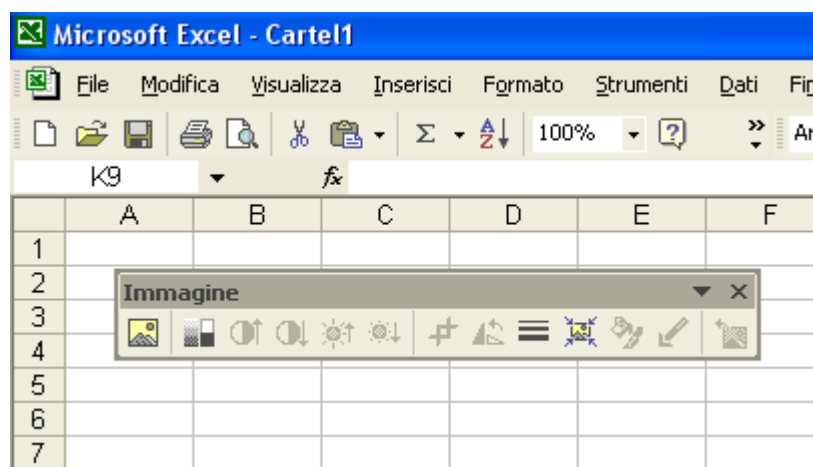 Microsoft Excel - Cartel1
File Modifica Visualizza Inserisci Formato Strumenti Dati
100%
K9 fx
A B C D E F
1
2
Immagine
3
4
5
6
7